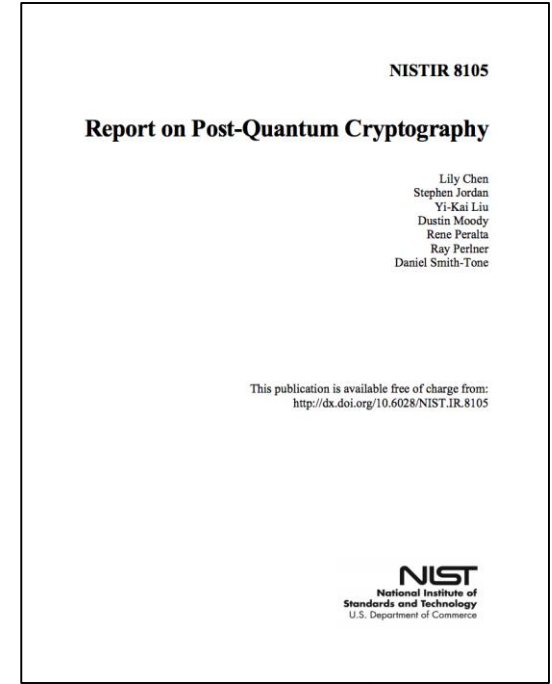 NISTIR 8105
Report on Post-Quantum Cryptography
Lily Chen
Stephen Jordan
Yi-Kai Liu
Dustin Moody
Rene Peralta
Ray Perlner
Daniel Smith-Tone
This publication is available free of charge from:
http://dx.doi.org/10.6028/NIST.IR.8105
NIST
National Institute of
Standards and Technology
U.S. Department of Commerce